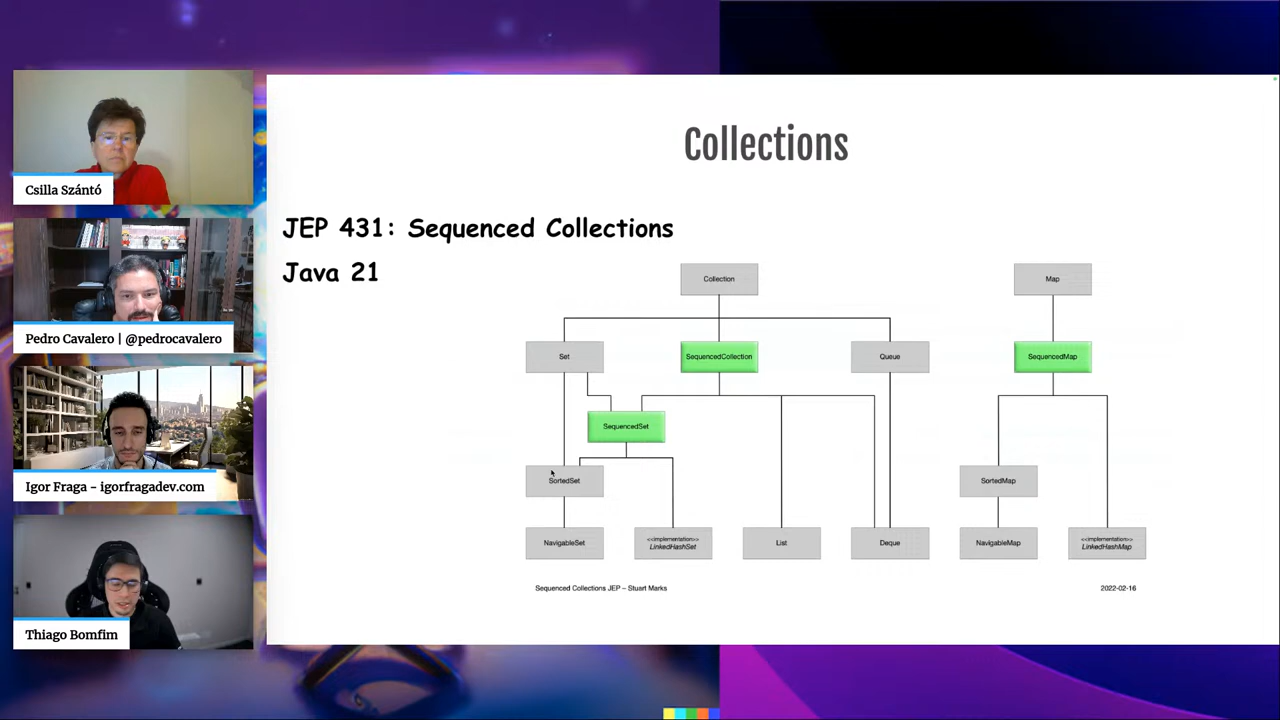 Csilla Szántó
Pedro Cavalero | @pedrocavalero
Igor Fraga - igorfragadev.com
Thiago Bomfim
Collections
JEP 431: Sequenced Collections
Java 21
Collection
Map
Set
SequencedCollection
Queue
SequencedMap
SequencedSet
SortedSet
SortedMap
NavigableSet
<<implementation>>
LinkedHashSet
List
Deque
NavigableMap
<<implementation>>
LinkedHashMap
Sequenced Collections JEP – Stuart Marks
2022-02-16